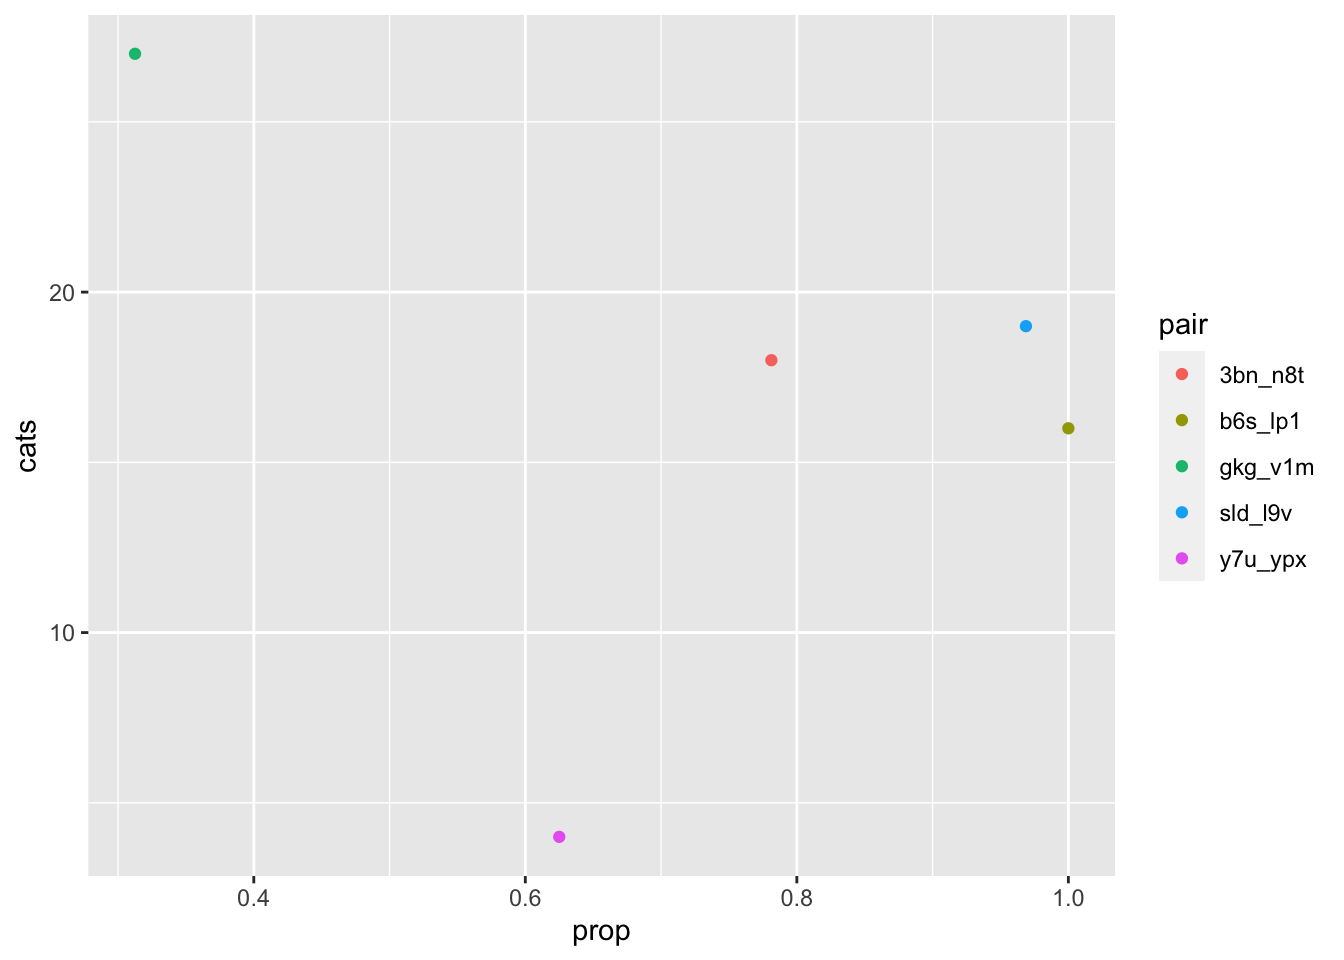 20
10
cats
0.4 0.6 0.8 1.0
prop
pair
3bn_n8t
b6s_lp1
gkg_v1m
sld_l9v
y7u_ypx